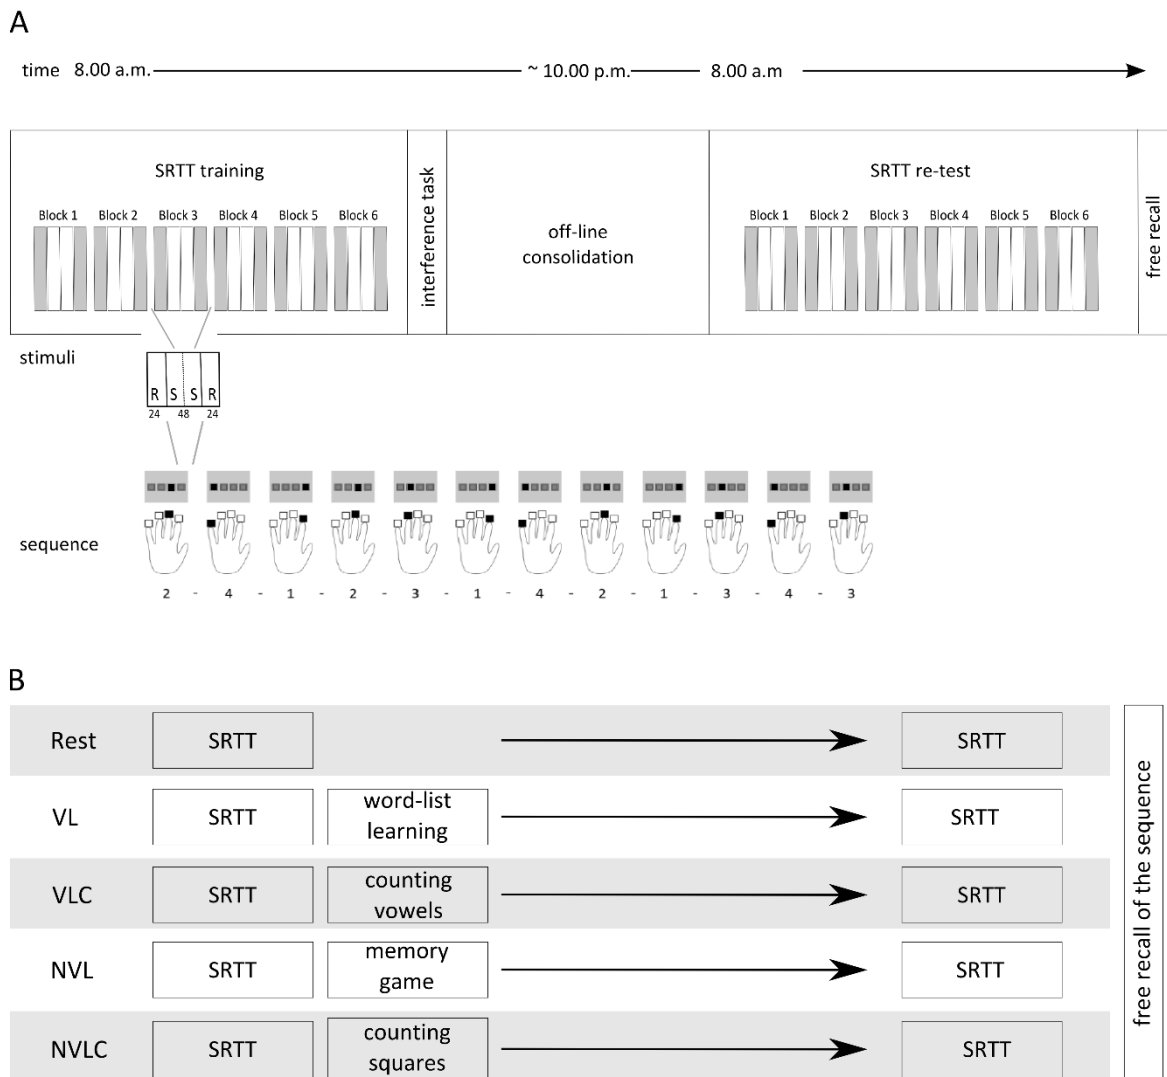 A
time 8.00 a.m. ~ 10.00 p.m. 8.00 a.m
SRTT training
interference task
off-line
consolidation
SRTT re-test
free recall
Block 1 Block 2 Block 3 Block 4 Block 5 Block 6
Block 1 Block 2 Block 3 Block 4 Block 5 Block 6
stimuli
R S S R
24 48 24
sequence
2 - 4 - 1 - 2 - 3 - 1 - 4 - 2 - 1 - 3 - 4 - 3
B
Rest SRTT SRTT
VL SRTT word-list
learning SRTT
VLC SRTT counting
vowels SRTT
NVL SRTT memory
game SRTT
NVLC SRTT counting
squares SRTT
free recall of the sequence